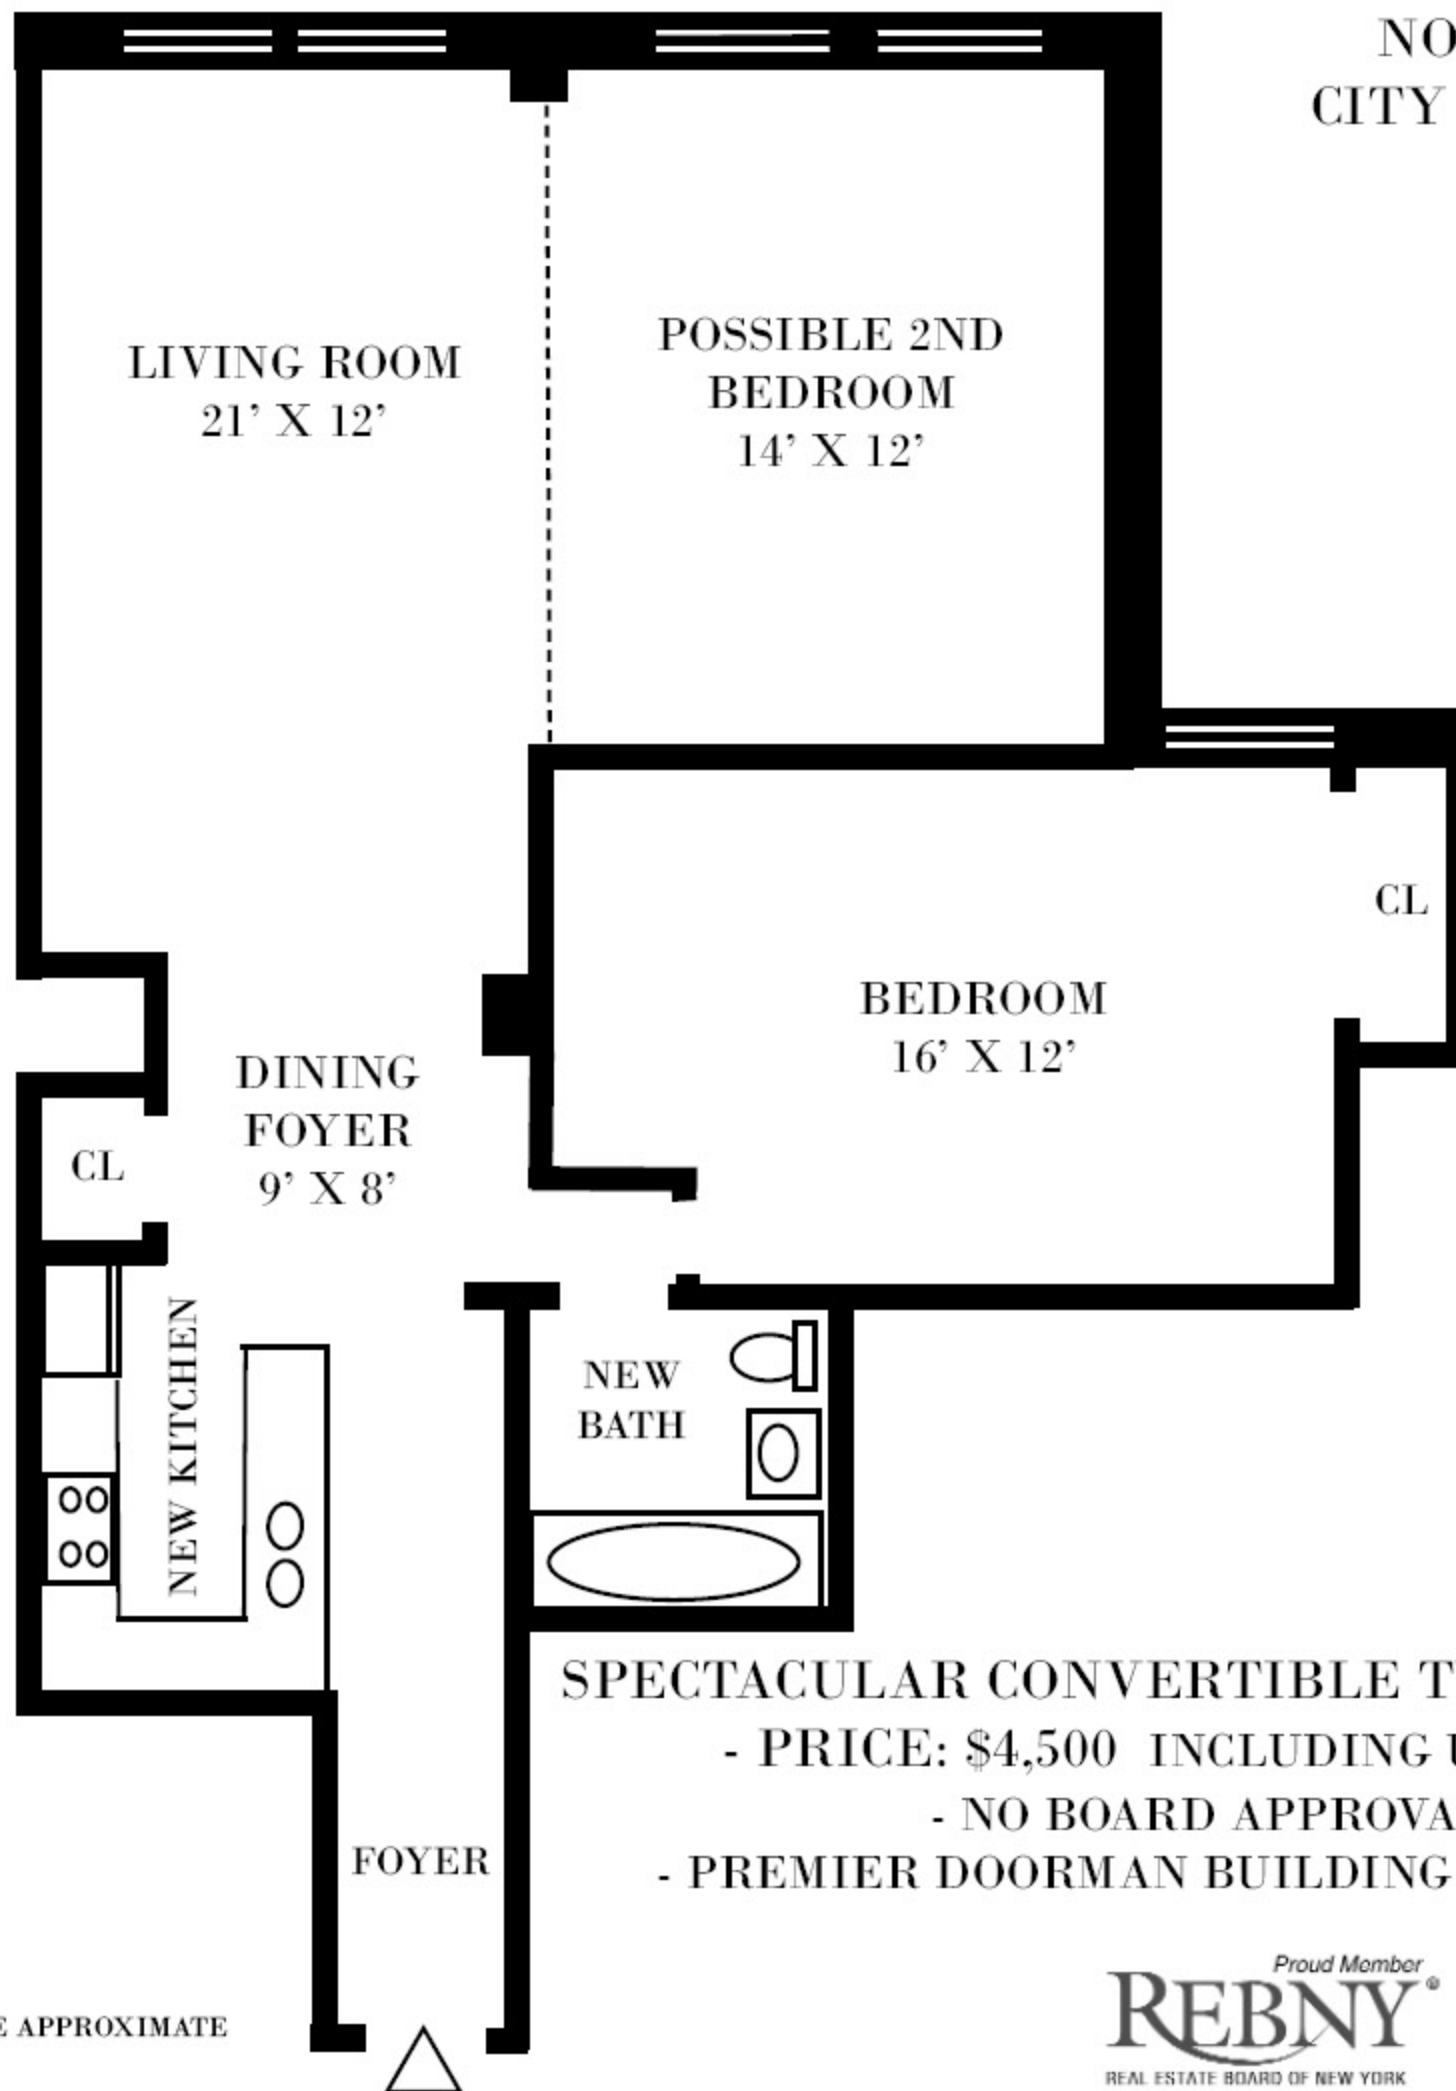 NO
CITY
LIVING ROOM
21’ X 12’
POSSIBLE 2ND
BEDROOM
14’ X 12’
CL
BEDROOM
16’ X 12’
DINING
FOYER
9’ X 8’
CL
NEW KITCHEN
NEW
BATH
SPECTACULAR CONVERTIBLE T
- PRICE: $4,500 INCLUDING U
- NO BOARD APPROVA
- PREMIER DOORMAN BUILDING
FOYER
E APPROXIMATE
Proud Member
REBNY®
REAL ESTATE BOARD OF NEW YORK